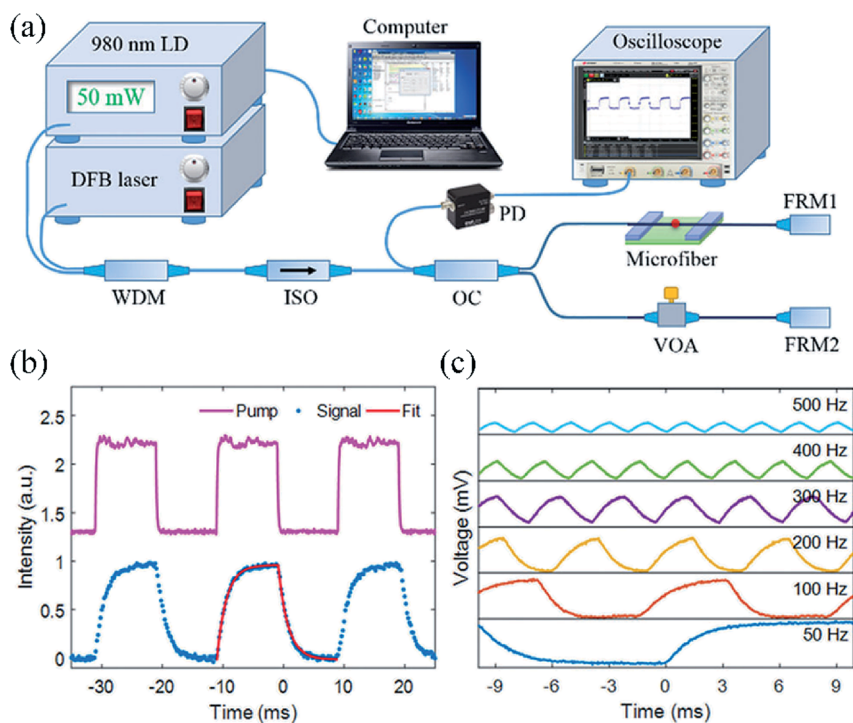 (a)
980 nm LD
50 mW
DFB laser
Computer
Oscilloscope
PD
FRM1
Microfiber
WDM
ISO
OC
VOA
FRM2
(b)
Pump Signal Fit
2.5
2
1.5
1
0.5
0
Intensity (a.u.)
-35 -20 -10 0 10 20
Time (ms)
(c)
500 Hz
400 Hz
300 Hz
200 Hz
100 Hz
50 Hz
Voltage (mV)
-9 -6 -3 0 3 6 9
Time (ms)